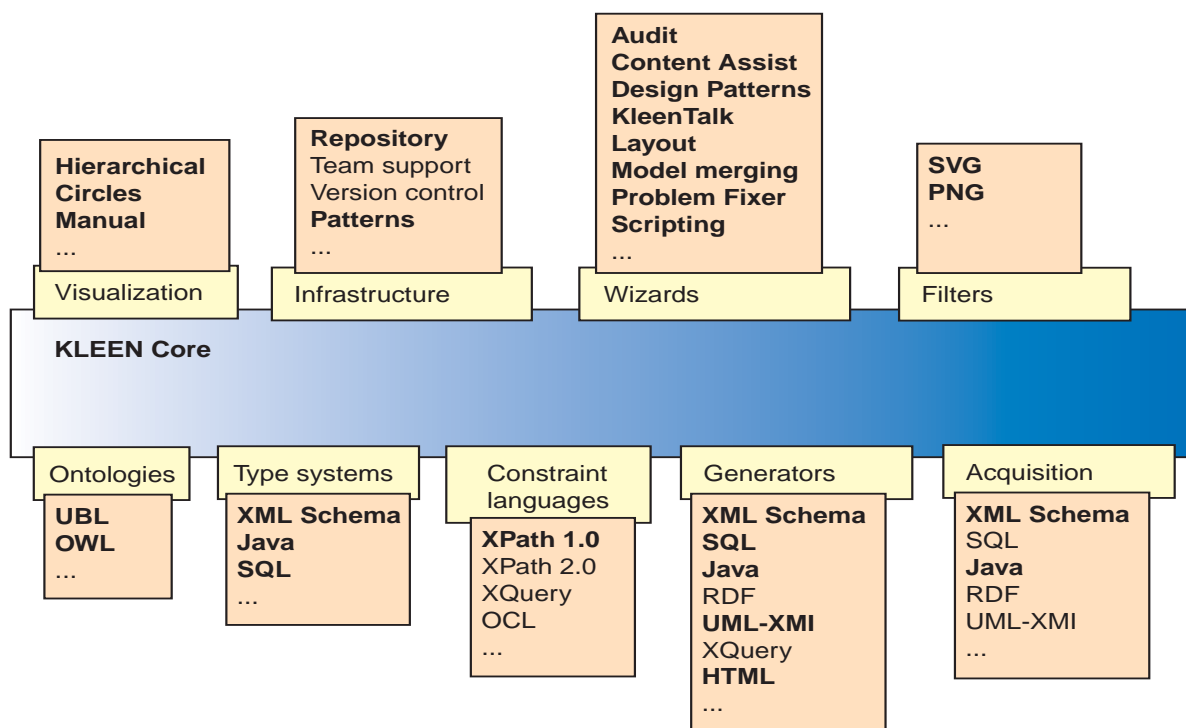 Hierarchical
Circles
Manual
...
Visualization
Repository
Team support
Version control
Patterns
...
Infrastructure
Audit
Content Assist
Design Patterns
KleenTalk
Layout
Model merging
Problem Fixer
Scripting
...
Wizards
SVG
PNG
...
Filters
KLEEN Core
Ontologies
UBL
OWL
...
Type systems
XML Schema
Java
SQL
...
Constraint
languages
XPath 1.0
XPath 2.0
XQuery
OCL
...
Generators
XML Schema
SQL
Java
RDF
UML-XMI
XQuery
HTML
...
Acquisition
XML Schema
SQL
Java
RDF
UML-XMI
...